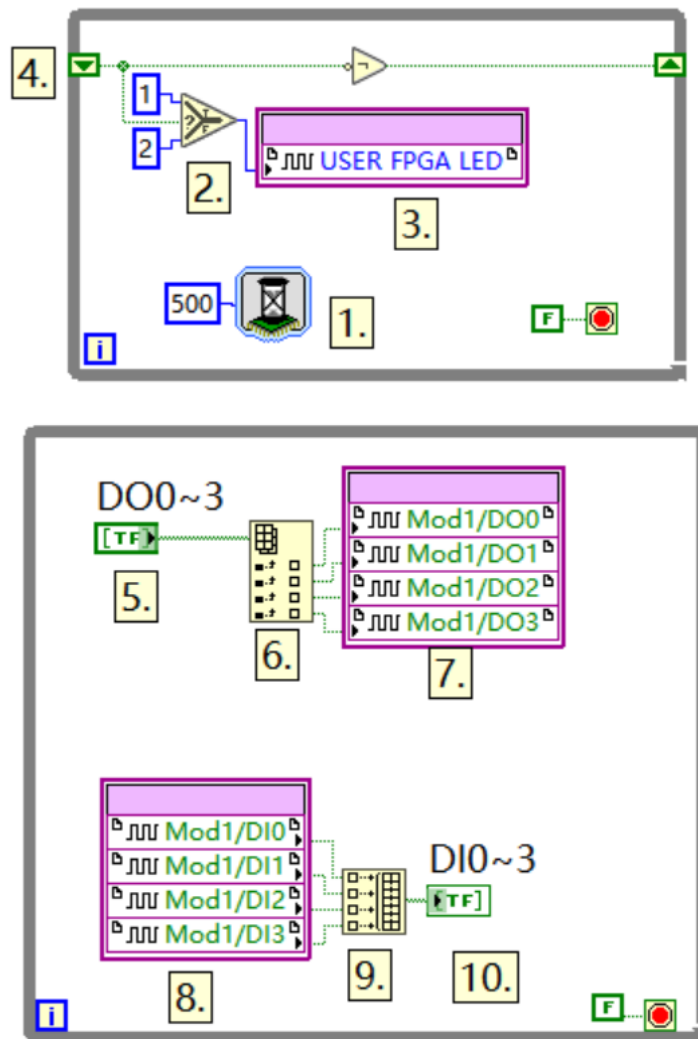 4.
1
2
?
T
F
2.
USER FPGA LED
3.
500
1.
F
i
DO0~3
[TF]
5.
6.
Mod1/DO0
Mod1/DO1
Mod1/DO2
Mod1/DO3
7.
Mod1/DI0
Mod1/DI1
Mod1/DI2
Mod1/DI3
8.
9.
DI0~3
[TF]
10.
F
i